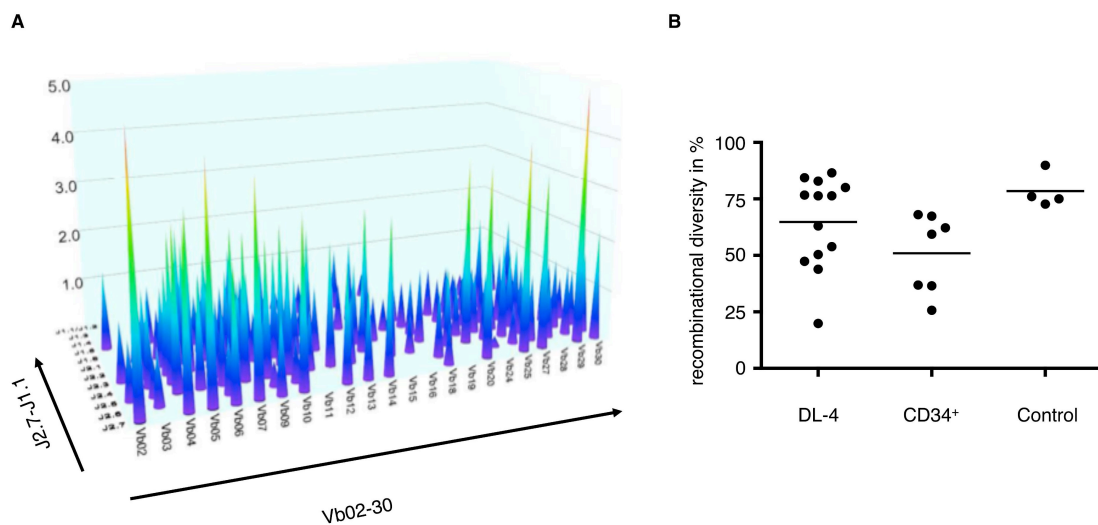 A
5.0
4.0
3.0
2.0
1.0
J2.7
Vb02
Vb03
Vb04
Vb05
Vb06
Vb07
Vb09
Vb10
Vb11
Vb12
Vb13
Vb14
Vb15
Vb16
Vb18
Vb19
Vb20
Vb24
Vb25
Vb27
Vb28
Vb29
Vb30
J2.7-J1.1
Vb02-30
B
recombinational diversity in %
100
75
50
25
0
DL-4 CD34⁺ Control